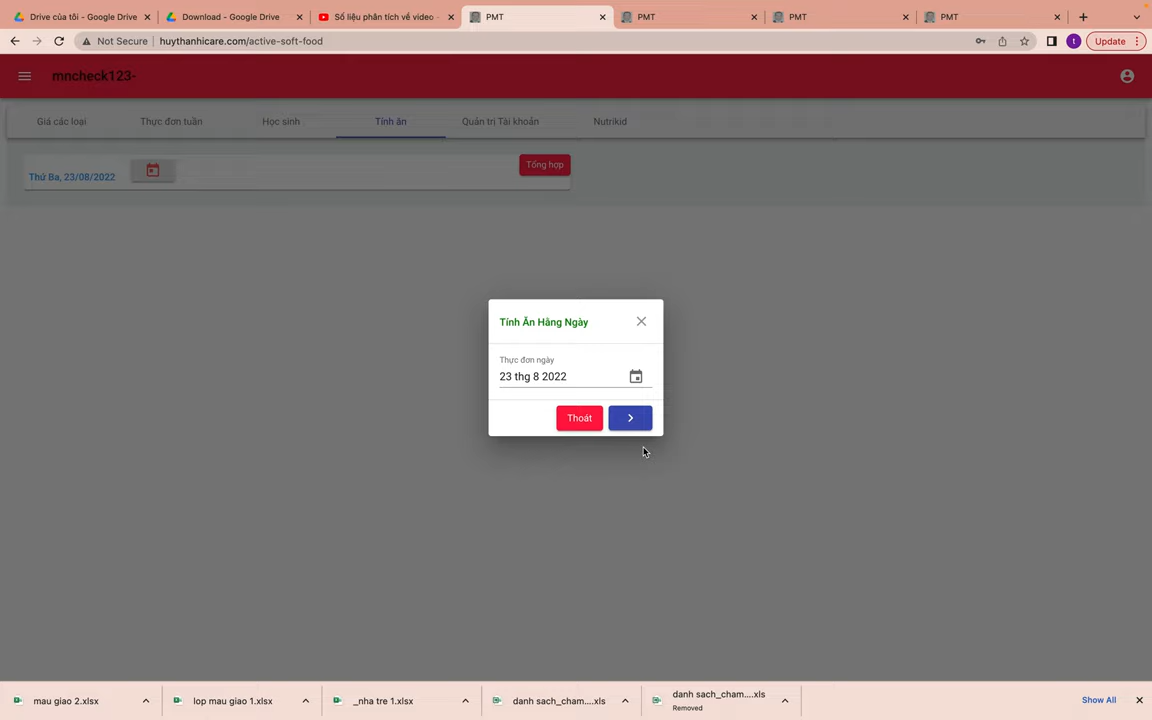 Drive của tôi - Google Drive
Download - Google Drive
Số liệu phân tích về video -
PMT
PMT
PMT
PMT
Not Secure
huythanhicare.com/active-soft-food
t
Update
mncheck123-
Giá các loại
Thực đơn tuần
Học sinh
Tính ăn
Quản trị Tài khoản
Nutrikid
Thứ Ba, 23/08/2022
Tổng hợp
Tính Ăn Hằng Ngày
Thực đơn ngày
23 thg 8 2022
Thoát
mau giao 2.xlsx
lop mau giao 1.xlsx
_nha tre 1.xlsx
danh sach_cham....xls
danh sach_cham....xls
Removed
Show All